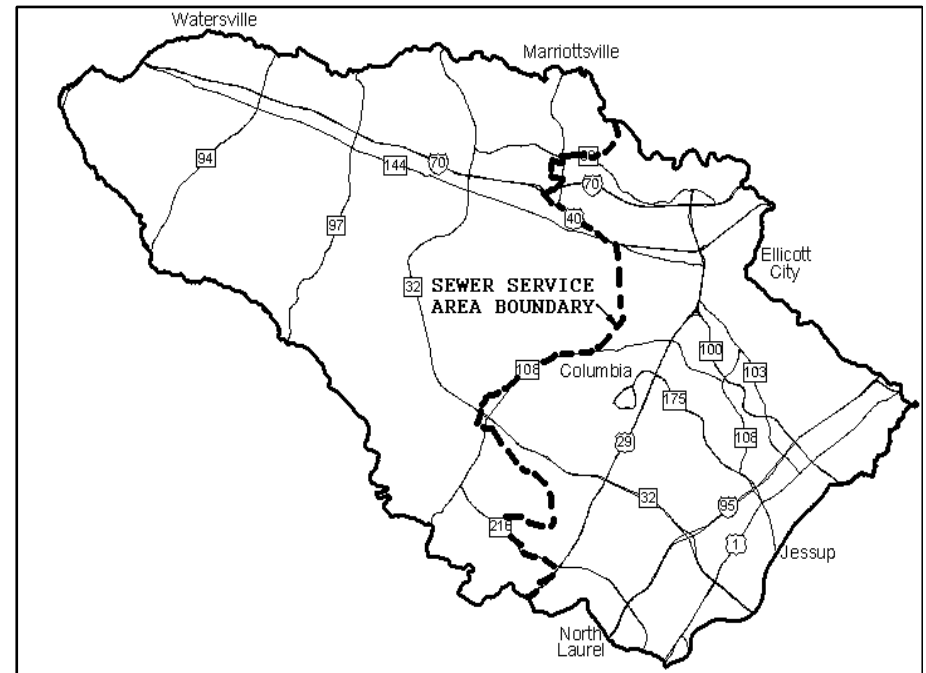 Watersville
Marriottsville
94
144
70
99
70
97
40
Ellicott
City
32
SEWER SERVICE
AREA BOUNDARY
108
Columbia
100
103
175
29
108
32
95
216
1
Jessup
North
Laurel